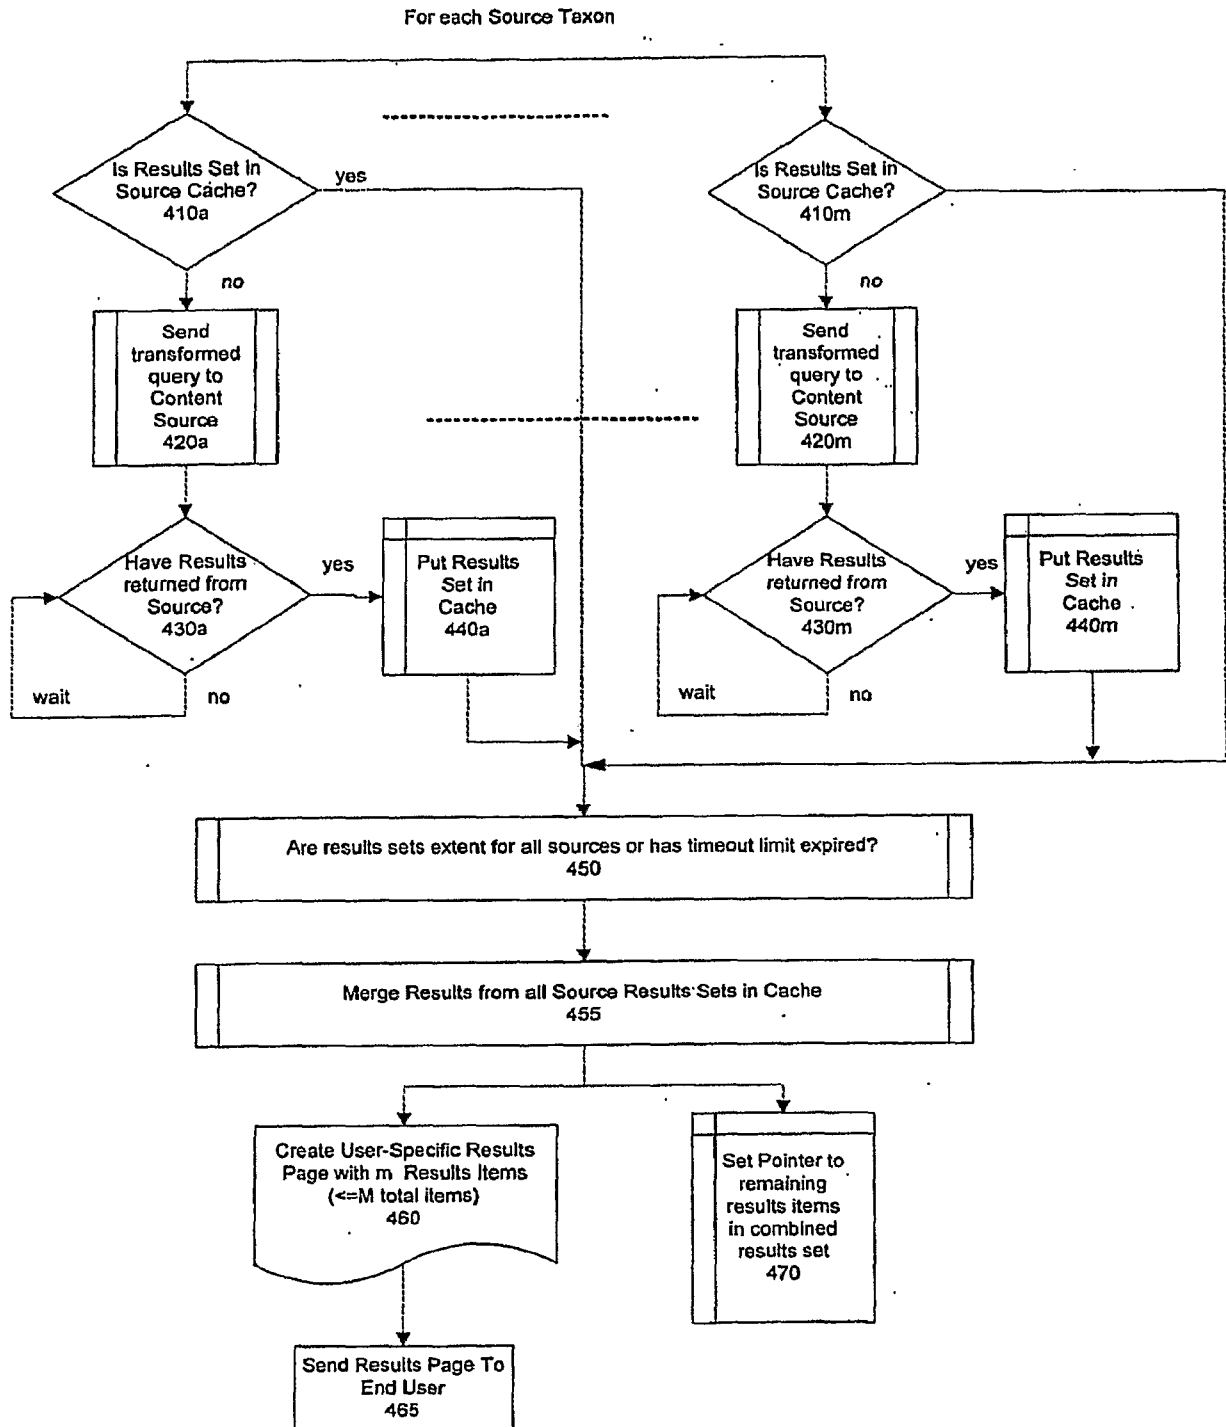 For each Source Taxon
Is Results Set in
Source Cache?
410a
yes
no
Is Results Set in
Source Cache?
410m
no
Send
transformed
query to
Content
Source
420a
Send
transformed
query to
Content
Source
420m
Have Results
returned from
Source?
430a
yes
wait
no
Put Results
Set in
Cache
440a
Have Results
returned from
Source?
430m
yes
wait
no
Put Results
Set in
Cache
440m
Are results sets extent for all sources or has timeout limit expired?
450
Merge Results from all Source Results Sets in Cache
455
Create User-Specific Results
Page with m Results Items
(<=M total items)
460
Set Pointer to
remaining
results items
in combined
results set
470
Send Results Page To
End User
465